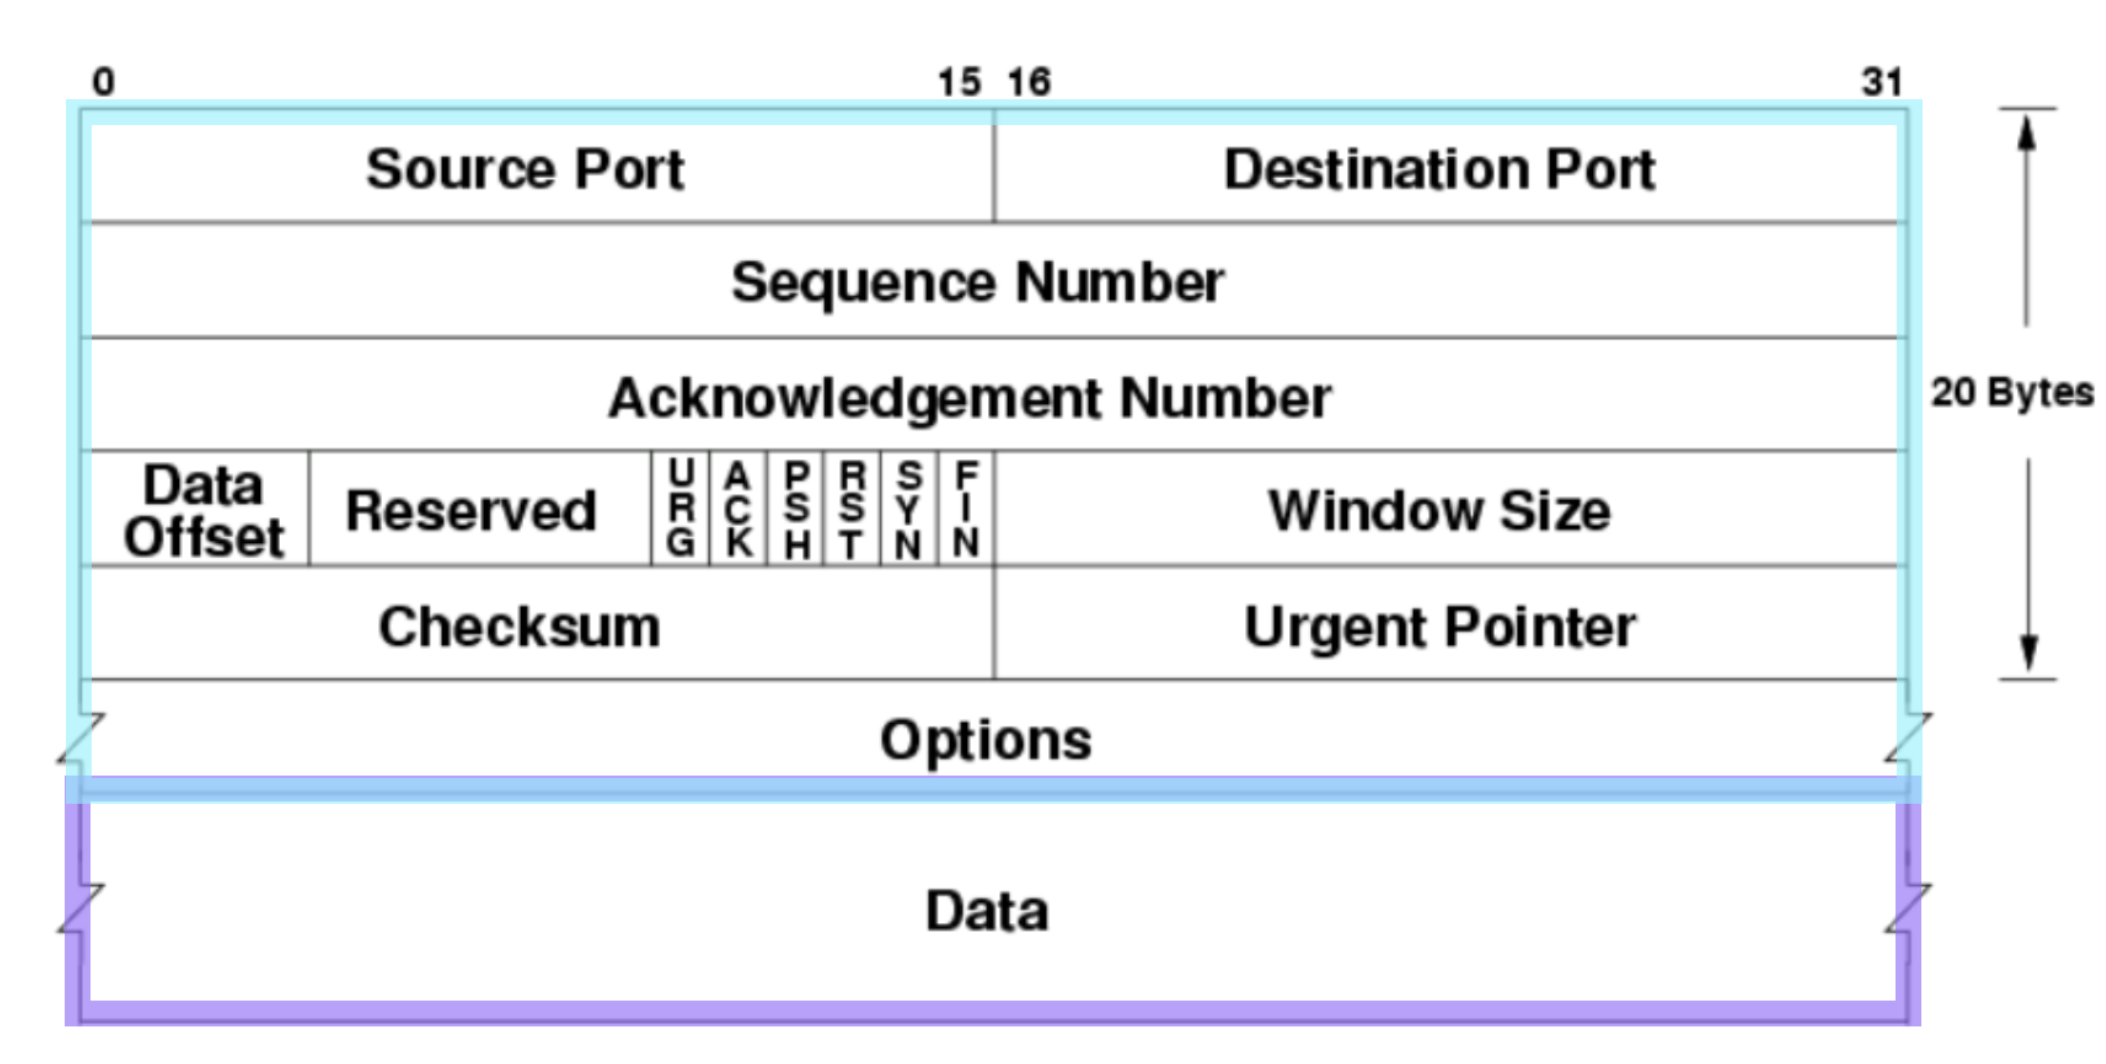 0 15 16 31
Source Port Destination Port
Sequence Number
Acknowledgement Number
20 Bytes
Data
Offset
Reserved
URG
ACK
PSH
RST
SYN
FIN
Window Size
Checksum Urgent Pointer
Options
Data